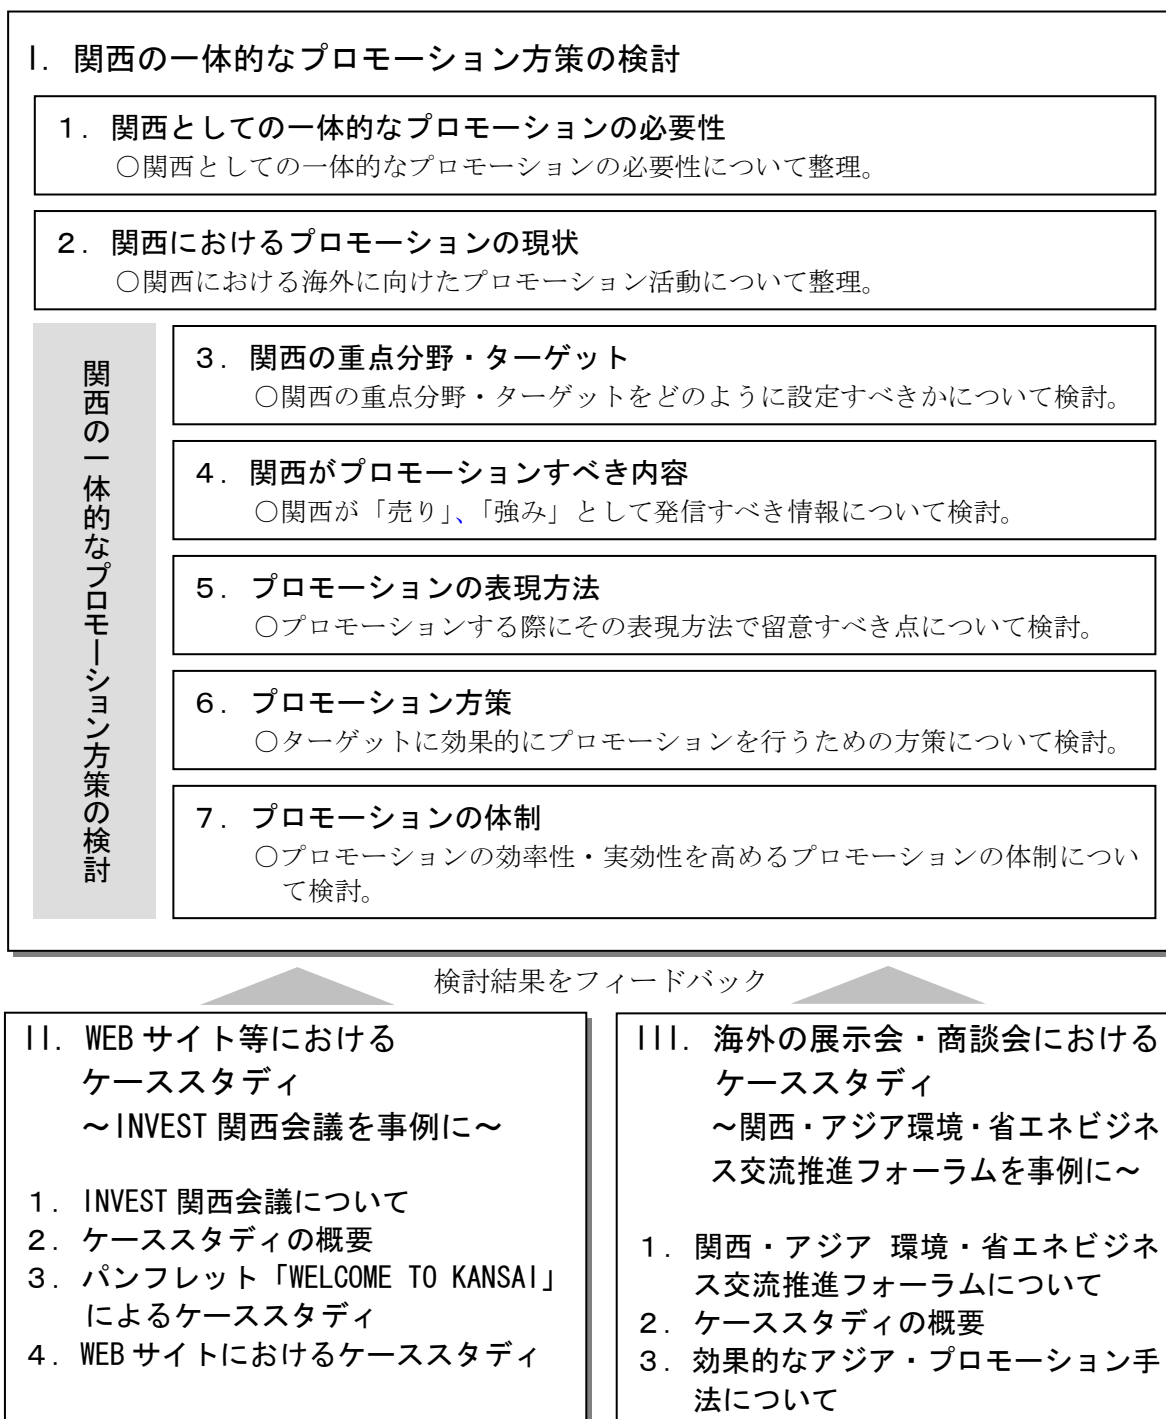 I. 関西の一体的なプロモーション方策の検討
１. 関西としての一体的なプロモーションの必要性
○関西としての一体的なプロモーションの必要性について整理。
２. 関西におけるプロモーションの現状
○関西における海外に向けたプロモーション活動について整理。
関西の一体的なプロモーション方策の検討
３. 関西の重点分野・ターゲット
○関西の重点分野・ターゲットをどのように設定すべきかについて検討。
４. 関西がプロモーションすべき内容
○関西が「売り」、「強み」として発信すべき情報について検討。
５. プロモーションの表現方法
○プロモーションする際にその表現方法で留意すべき点について検討。
６. プロモーション方策
○ターゲットに効果的にプロモーションを行うための方策について検討。
７. プロモーションの体制
○プロモーションの効率性・実効性を高めるプロモーションの体制につい
て検討。
検討結果をフィードバック
II. WEB サイト等における
ケーススタディ
～INVEST 関西会議を事例に～
１. INVEST 関西会議について
２. ケーススタディの概要
３. パンフレット「WELCOME TO KANSAI」
によるケーススタディ
４. WEB サイトにおけるケーススタディ
III. 海外の展示会・商談会における
ケーススタディ
～関西・アジア環境・省エネビジネ
ス交流推進フォーラムを事例に～
１. 関西・アジア 環境・省エネビジネ
ス交流推進フォーラムについて
２. ケーススタディの概要
３. 効果的なアジア・プロモーション手
法について